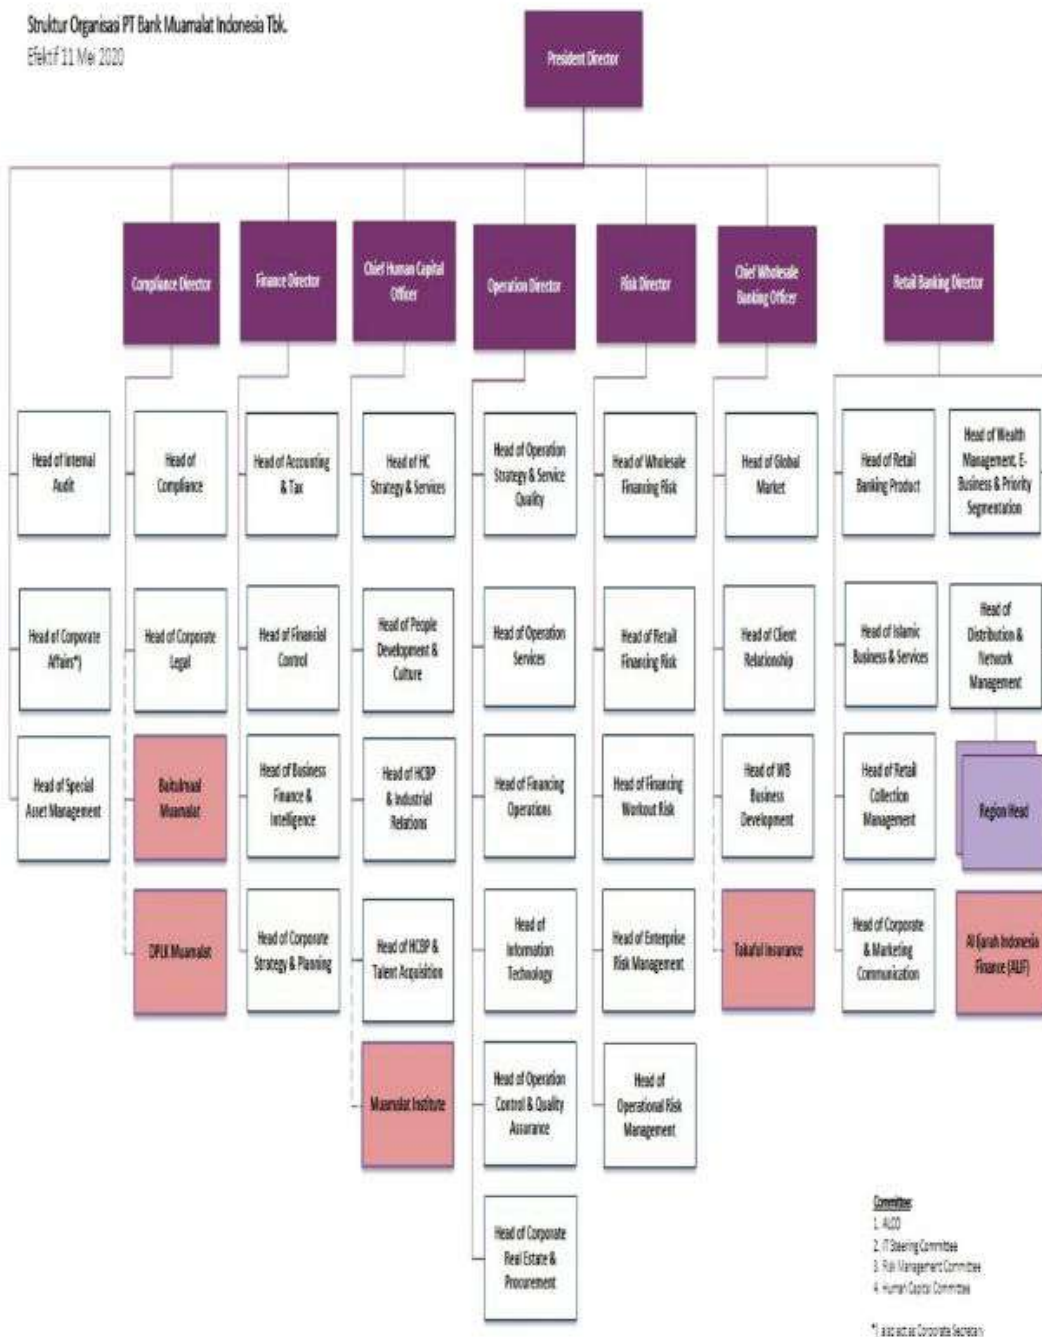 Struktur Organisasi PT Bank Muamalat Indonesia Tbk.
Efektif 11 Mei 2020
President Director
Compliance Director
Finance Director
Chief Human Capital
Officer
Operation Director
Risk Director
Chief Wholesale
Banking Officer
Retail Banking Director
Head of Internal
Audit
Head of
Compliance
Head of Accounting
& Tax
Head of HC
Strategy & Services
Head of Operation
Strategy & Service
Quality
Head of Wholesale
Financing Risk
Head of Global
Market
Head of Retail
Banking Product
Head of Wealth
Management, E-
Business & Priority
Segmentation
Head of Corporate
Affairs*)
Head of Corporate
Legal
Head of Financial
Control
Head of People
Development &
Culture
Head of Operation
Services
Head of Retail
Financing Risk
Head of Client
Relationship
Head of Islamic
Business & Services
Head of
Distribution &
Network
Management
Head of Special
Asset Management
Baitulmaal
Muamalat
Head of Business
Finance &
Intelligence
Head of HCBP
& Industrial
Relations
Head of Financing
Operations
Head of Financing
Workout Risk
Head of WB
Business
Development
Head of Retail
Collection
Management
Region Head
DPLK Muamalat
Head of Corporate
Strategy & Planning
Head of HCBP &
Talent Acquisition
Head of
Information
Technology
Head of Enterprise
Risk Management
Takaful Insurance
Head of Corporate
& Marketing
Communication
Al Ijarah Indonesia
Finance (ALIF)
Muamalat Institute
Head of Operation
Control & Quality
Assurance
Head of
Operational Risk
Management
Head of Corporate
Real Estate &
Procurement
Committee:
1. ALCO
2. IT Steering Committee
3. Risk Management Committee
4. Human Capital Committee
*) also act as Corporate Secretary